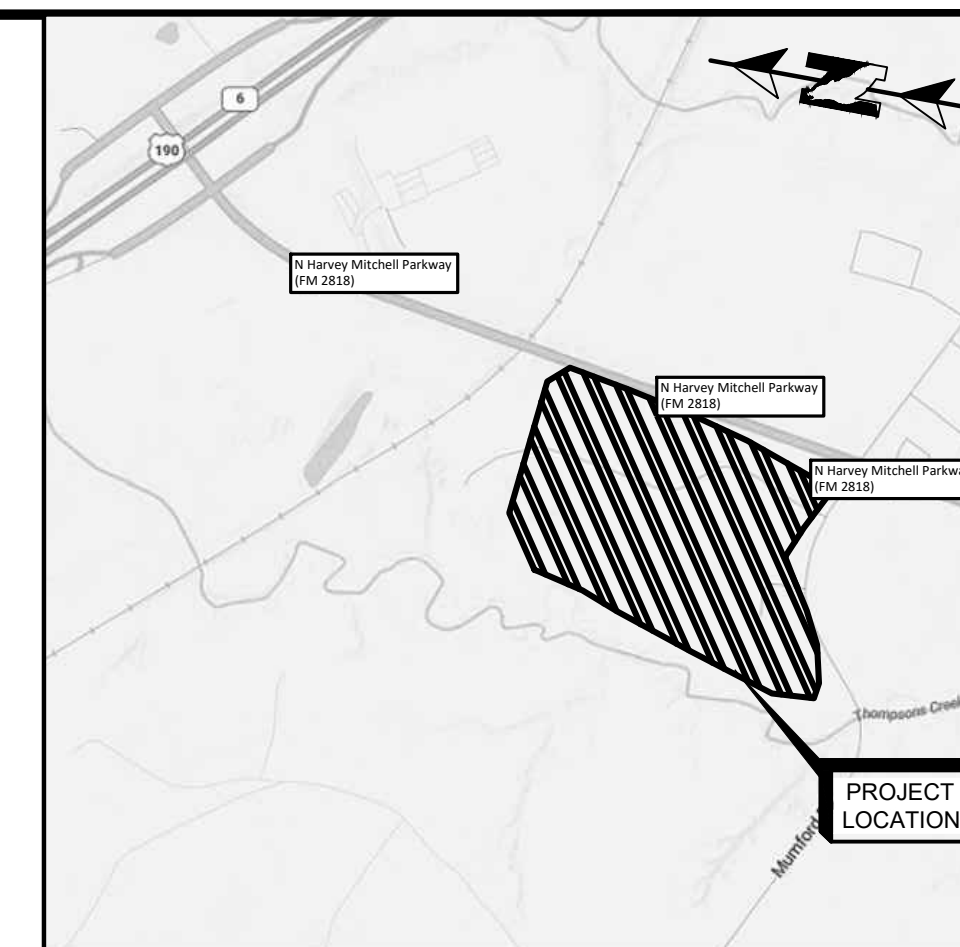 6
190
N Harvey Mitchell Parkway
(FM 2818)
N Harvey Mitchell Parkway
(FM 2818)
N Harvey Mitchell Parkwa
(FM 2818)
Thompsons Creek
PROJECT
LOCATION
Mumford